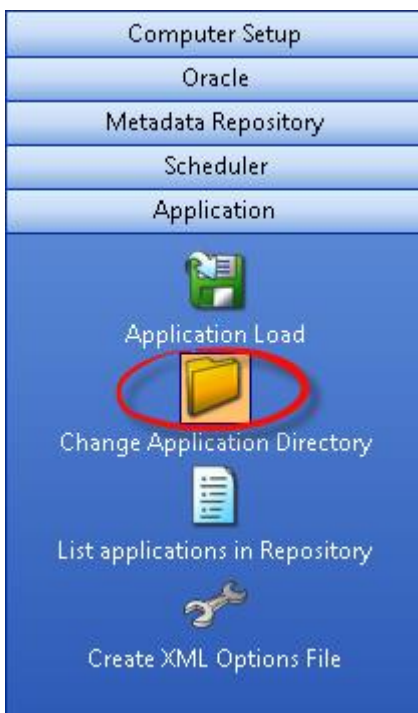 Computer Setup
Oracle
Metadata Repository
Scheduler
Application
Application Load
Change Application Directory
List applications in Repository
Create XML Options File